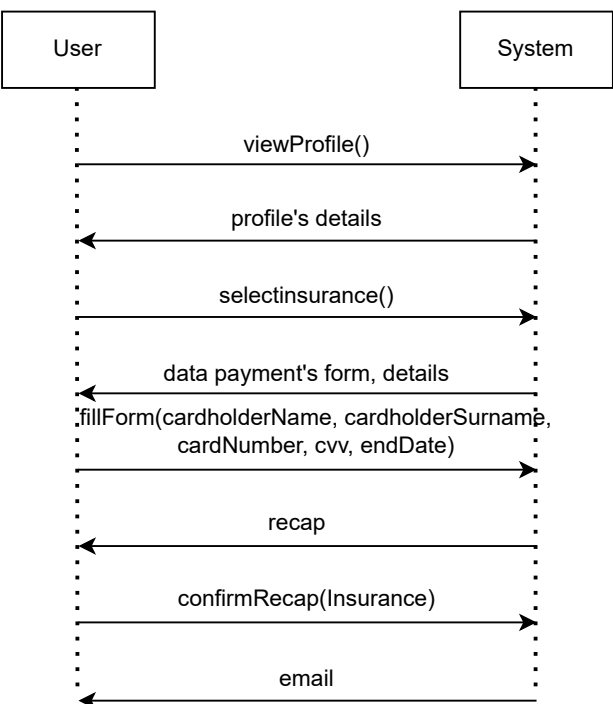 User
System
viewProfile()
profile's details
selectinsurance()
data payment's form, details
fillForm(cardholderName, cardholderSurname,
cardNumber, cvv, endDate)
recap
confirmRecap(Insurance)
email